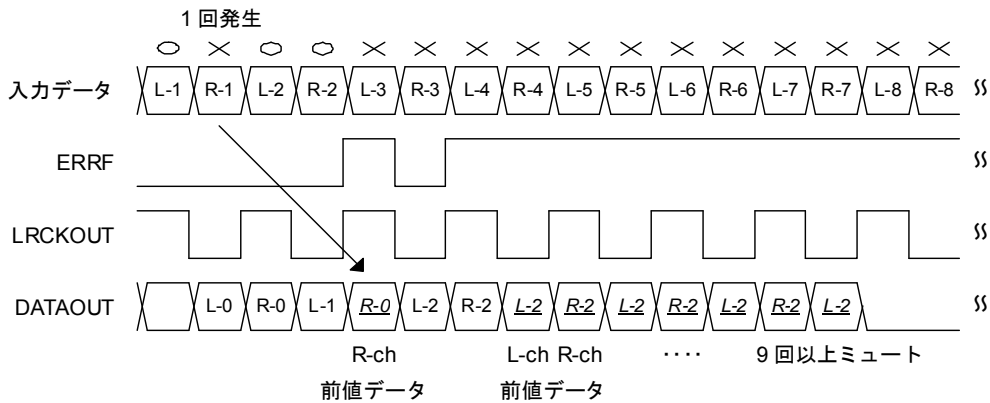 1 回発生
○ × ○ ○ × × × × × × × × × × × ×
入力データ L-1 R-1 L-2 R-2 L-3 R-3 L-4 R-4 L-5 R-5 L-6 R-6 L-7 R-7 L-8 R-8
ERRF
LRCKOUT
DATAOUT L-0 R-0 L-1 R-0 L-2 R-2 L-2 R-2 L-2 R-2 L-2 R-2 L-2
R-ch L-ch R-ch ‥‥ 9 回以上ミュート
前値データ 前値データ